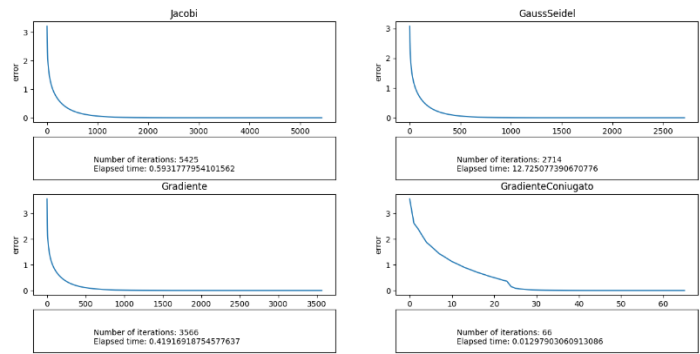 Jacobi
error
3
2
1
0
0 1000 2000 3000 4000 5000
Number of iterations: 5425
Elapsed time: 0.5931777954101562
GaussSeidel
error
3
2
1
0
0 500 1000 1500 2000 2500
Number of iterations: 2714
Elapsed time: 12.725077390670776
Gradiente
error
3
2
1
0
0 500 1000 1500 2000 2500 3000 3500
Number of iterations: 3566
Elapsed time: 0.41916918754577637
GradienteConiugato
error
3
2
1
0
0 10 20 30 40 50 60
Number of iterations: 66
Elapsed time: 0.01297903060913086